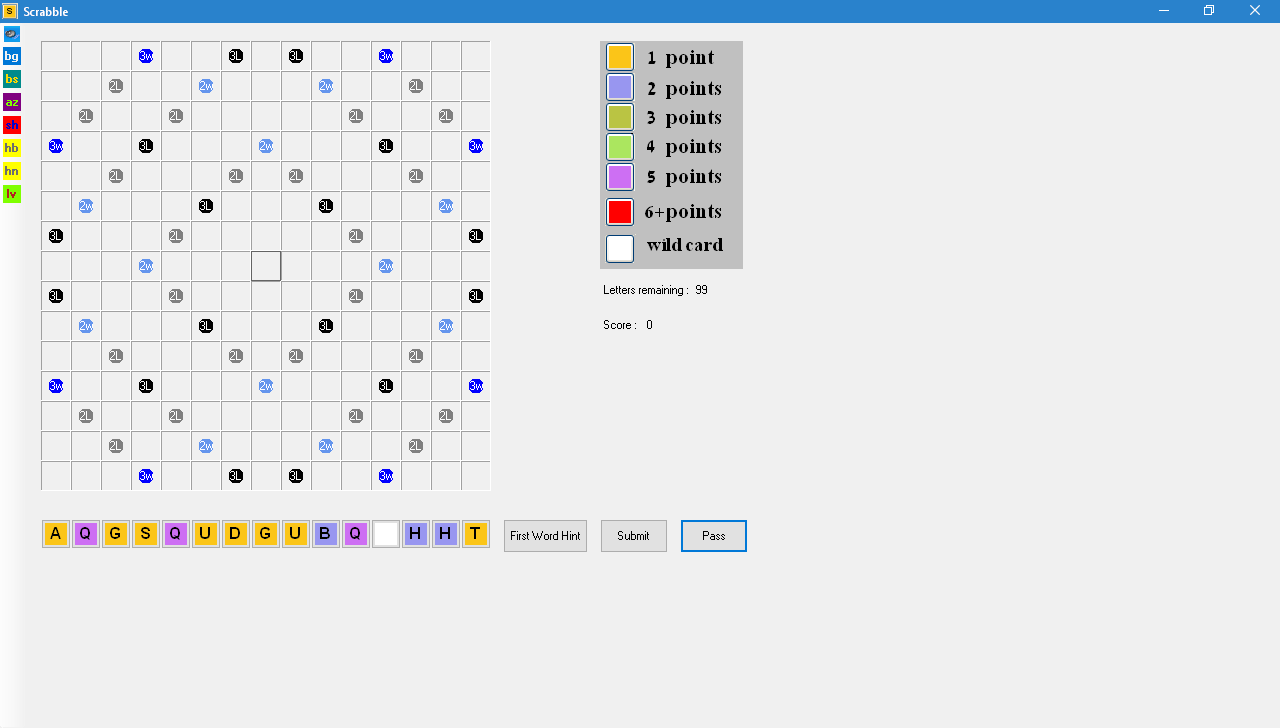 S Scrabble
bg
bs
az
sh
hb
hn
lv
3W 3L 3L 3W
2L 2W 2W 2L
2L 2L 2L 2L
3W 3L 2W 3L 3W
2L 2L 2L 2L
2W 3L 3L 2W
3L 2L 2L 3L
2W 2W
3L 2L 2L 3L
2W 3L 3L 2W
2L 2L 2L 2L
3W 3L 2W 3L 3W
2L 2L 2L 2L
2L 2W 2W 2L
3W 3L 3L 3W
1 point
2 points
3 points
4 points
5 points
6+points
wild card
Letters remaining : 99
Score : 0
A Q G S Q U D G U B Q H H T
First Word Hint Submit Pass